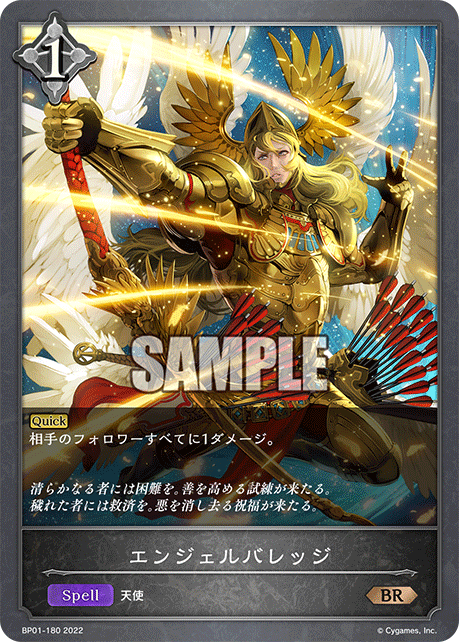 1
SAMPLE
Quick
相手のフォロワーすべてに1ダメージ。
清らかなる者には困難を。善を高める試練が来たる。
穢れた者には救済を。悪を消し去る祝福が来たる。
エンジェルバレッジ
Spell 天使 BR
BP01-180 2022 © Cygames, Inc.